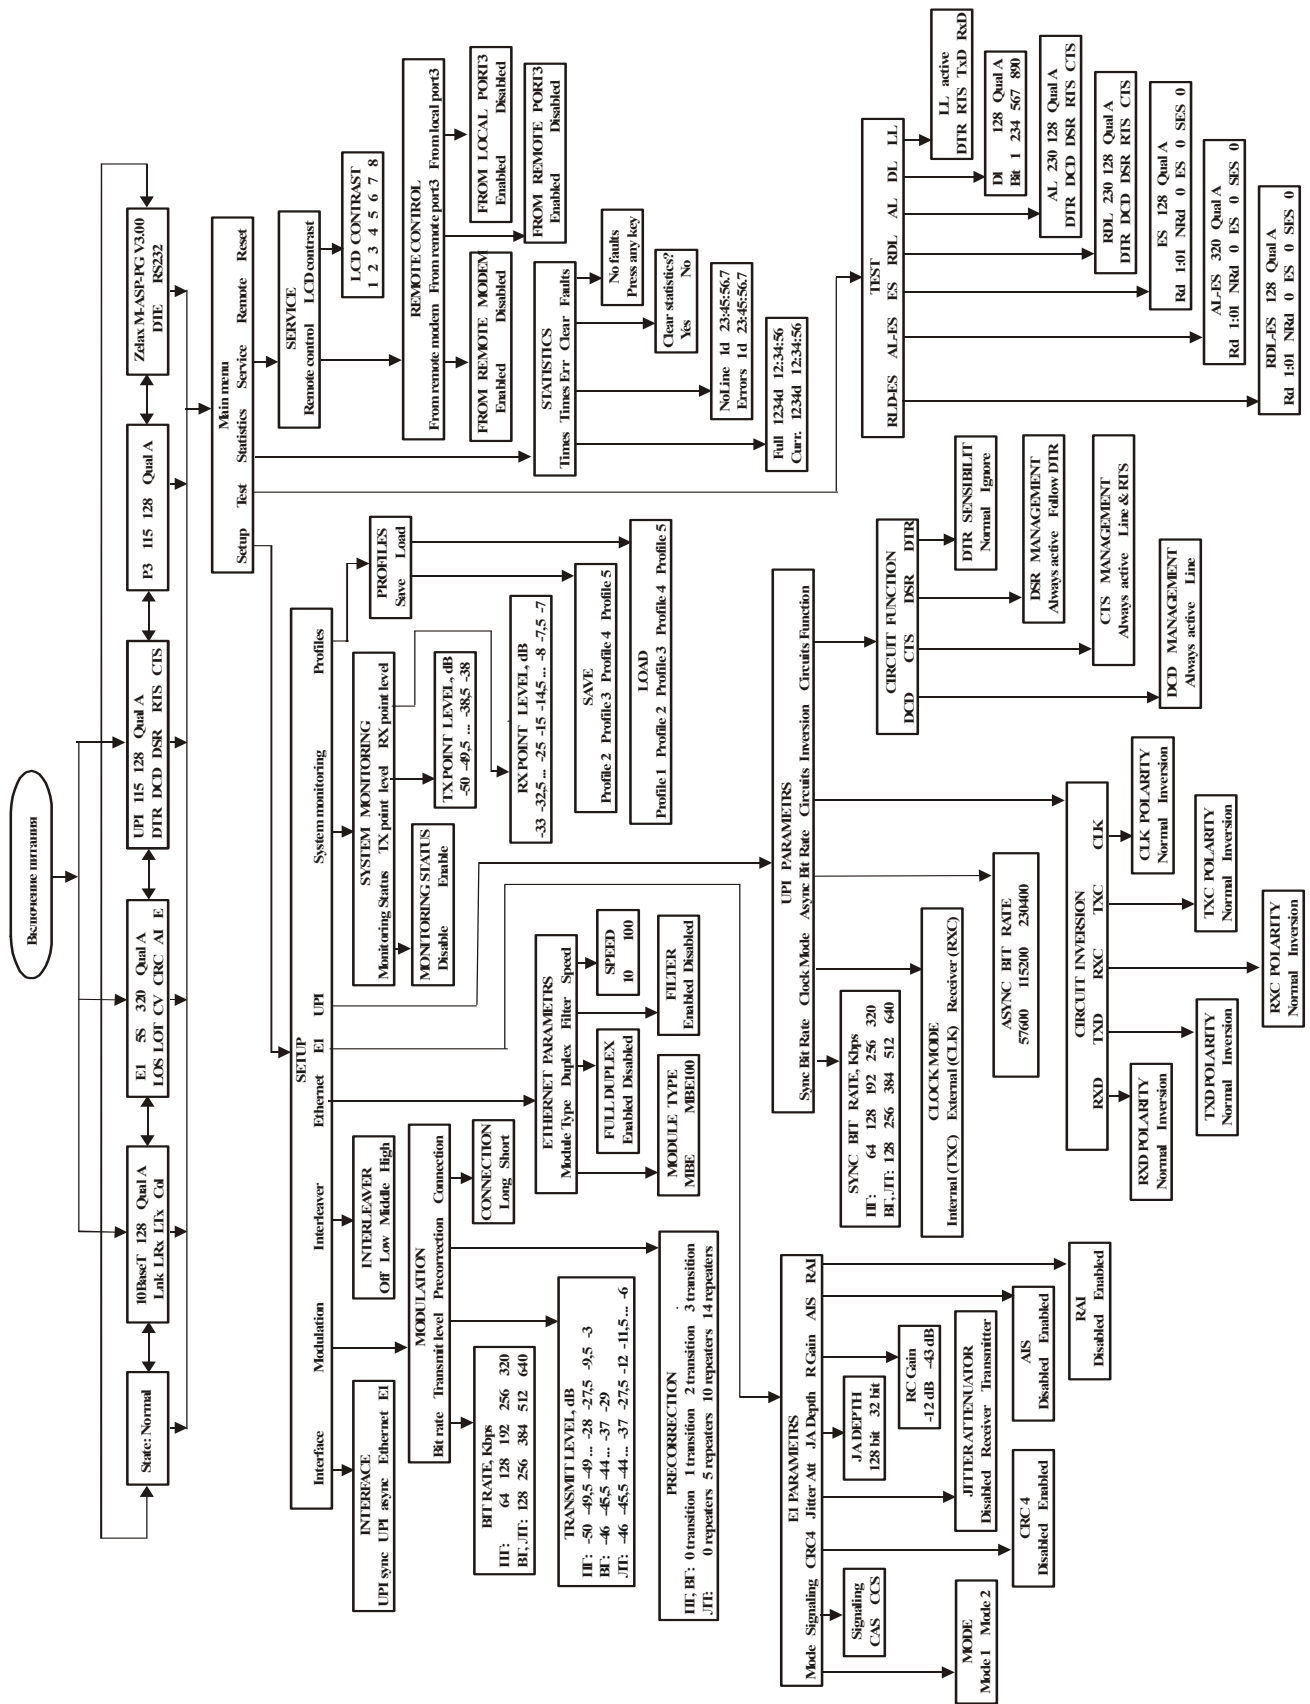 Включение питания
State: Normal
10BaseT 128 Qual A
Lnk LRx LTx Col
E1 5S 320 Qual A
LOS LOT CV CRC AI E
UPI 115 128 Qual A
DTR DCD DSR RTS CTS
P3 115 128 Qual A
Zelax M-ASP-PG V3.00
DTE RS232
Main menu
Setup Test Statistics Service Remote Reset
SETUP
Interface Modulation Interleaver Ethernet E1 UPI System monitoring Profiles
INTERFACE
UPI sync UPI async Ethernet E1
INTERLEAVER
Off Low Middle High
MODULATION
Bit rate Transmit level Precorrection Connection
BIT RATE, Kbps
ПГ: 64 128 192 256 320
ВГ, ЛТ: 128 256 384 512 640
CONNECTION
Long Short
TRANSMIT LEVEL, dB
ПГ: -50 -49,5 -49 ... -28 -27,5 -9,5 -3
ВГ: -46 -45,5 -44 ... -37 -29
ЛТ: -46 -45,5 -44 ... -37 -27,5 -12 -11,5 ... -6
PRECORRECTION
ПГ, ВГ: 0 transition 1 transition 2 transition 3 transition
ЛТ: 0 repeaters 5 repeaters 10 repeaters 14 repeaters
ETHERNET PARAMETRS
Module Type Duplex Filter Speed
FULL DUPLEX
Enabled Disabled
SPEED
10 100
MODULE TYPE
MBE MBE100
FILTER
Enabled Disabled
SYSTEM MONITORING
Monitoring Status TX point level RX point level
MONITORING STATUS
Disable Enable
TX POINT LEVEL, dB
-50 -49,5 ... -38,5 -38
RX POINT LEVEL, dB
-33 -32,5 ... -25 -15 -14,5 ... -8 -7,5 -7
PROFILES
Save Load
SAVE
Profile 2 Profile 3 Profile 4 Profile 5
LOAD
Profile 1 Profile 2 Profile 3 Profile 4 Profile 5
SERVICE
Remote control LCD contrast
LCD CONTRAST
1 2 3 4 5 6 7 8
REMOTE CONTROL
From remote modem From remote port3 From local port3
FROM REMOTE MODEM
Enabled Disabled
FROM LOCAL PORT3
Enabled Disabled
FROM REMOTE PORT3
Enabled Disabled
STATISTICS
Times Times Err Clear Faults
No faults
Press any key
Clear statistics?
Yes No
NoLine 1d 23:45:56.7
Errors 1d 23:45:56.7
Full 1234d 12:34:56
Curr. 1234d 12:34:56
E1 PARAMETRS
Mode Signaling CRC4 Jitter Att JA Depth R Gain AIS RAI
Signaling
CAS CCS
JA DEPTH
128 bit 32 bit
RC Gain
-12 dB -43 dB
MODE
Mode 1 Mode 2
JITTER ATTENUATOR
Disabled Receiver Transmitter
CRC 4
Disabled Enabled
AIS
Disabled Enabled
RAI
Disabled Enabled
UPI PARAMETRS
Sync Bit Rate Clock Mode Async Bit Rate Circuits Inversion Circuits Function
SYNC BIT RATE, Kbps
ПГ: 64 128 192 256 320
ВГ, ЛТ: 128 256 384 512 640
CLOCK MODE
Internal (TXC) External (CLK) Receiver (RXC)
ASYNC BIT RATE
57600 115200 230400
CIRCUIT INVERSION
RXD TXD RXC TXC CLK
RXD POLARITY
Normal Inversion
CLK POLARITY
Normal Inversion
TXD POLARITY
Normal Inversion
TXC POLARITY
Normal Inversion
RXC POLARITY
Normal Inversion
CIRCUIT FUNCTION
DCD CTS DSR DTR
DTR SENSIBILIT
Normal Ignore
DSR MANAGEMENT
Always active Follow DTR
CTS MANAGEMENT
Always active Line & RTS
DCD MANAGEMENT
Always active Line
TEST
RLD-ES AL-ES ES RDL AL DL LL
LL active
DTR RTS TxD RxD
Dl 128 Qual A
Bit 1 234 567 890
AL 230 128 Qual A
DTR DCD DSR RTS CTS
RDL 230 128 Qual A
DTR DCD DSR RTS CTS
ES 128 Qual A
Rd 1:01 NRd 0 ES 0 SES 0
AL-ES 320 Qual A
Rd 1:01 NRd 0 ES 0 SES 0
RDL-ES 128 Qual A
Rd 1:01 NRd 0 ES 0 SES 0